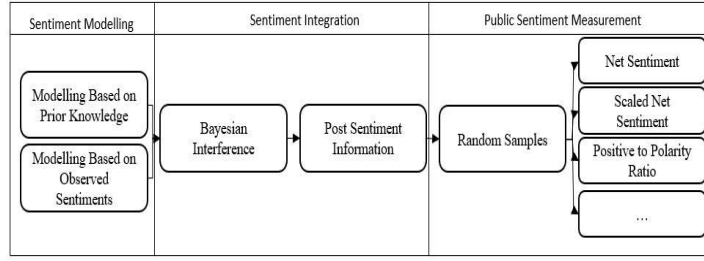 Sentiment Modelling
Sentiment Integration
Public Sentiment Measurement
Modelling Based on
Prior Knowledge
Modelling Based on
Observed
Sentiments
Bayesian
Interference
Post Sentiment
Information
Random Samples
Net Sentiment
Scaled Net
Sentiment
Positive to Polarity
Ratio
...